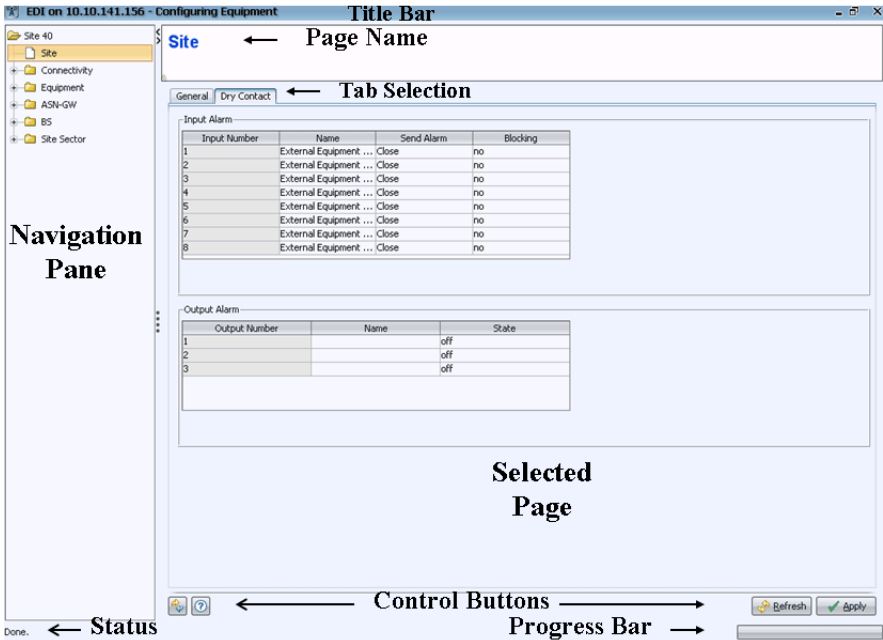 EDI on 10.10.141.156 - Configuring Equipment
Title Bar
Site 40
Site
Connectivity
Equipment
ASN-GW
BS
Site Sector
Navigation
Pane
Site
Page Name
General Dry Contact
Tab Selection
Input Alarm
Input Number Name Send Alarm Blocking
1 External Equipment ... Close no
2 External Equipment ... Close no
3 External Equipment ... Close no
4 External Equipment ... Close no
5 External Equipment ... Close no
6 External Equipment ... Close no
7 External Equipment ... Close no
8 External Equipment ... Close no
Output Alarm
Output Number Name State
1 off
2 off
3 off
Selected
Page
Control Buttons
Refresh Apply
Done.
Status
Progress Bar